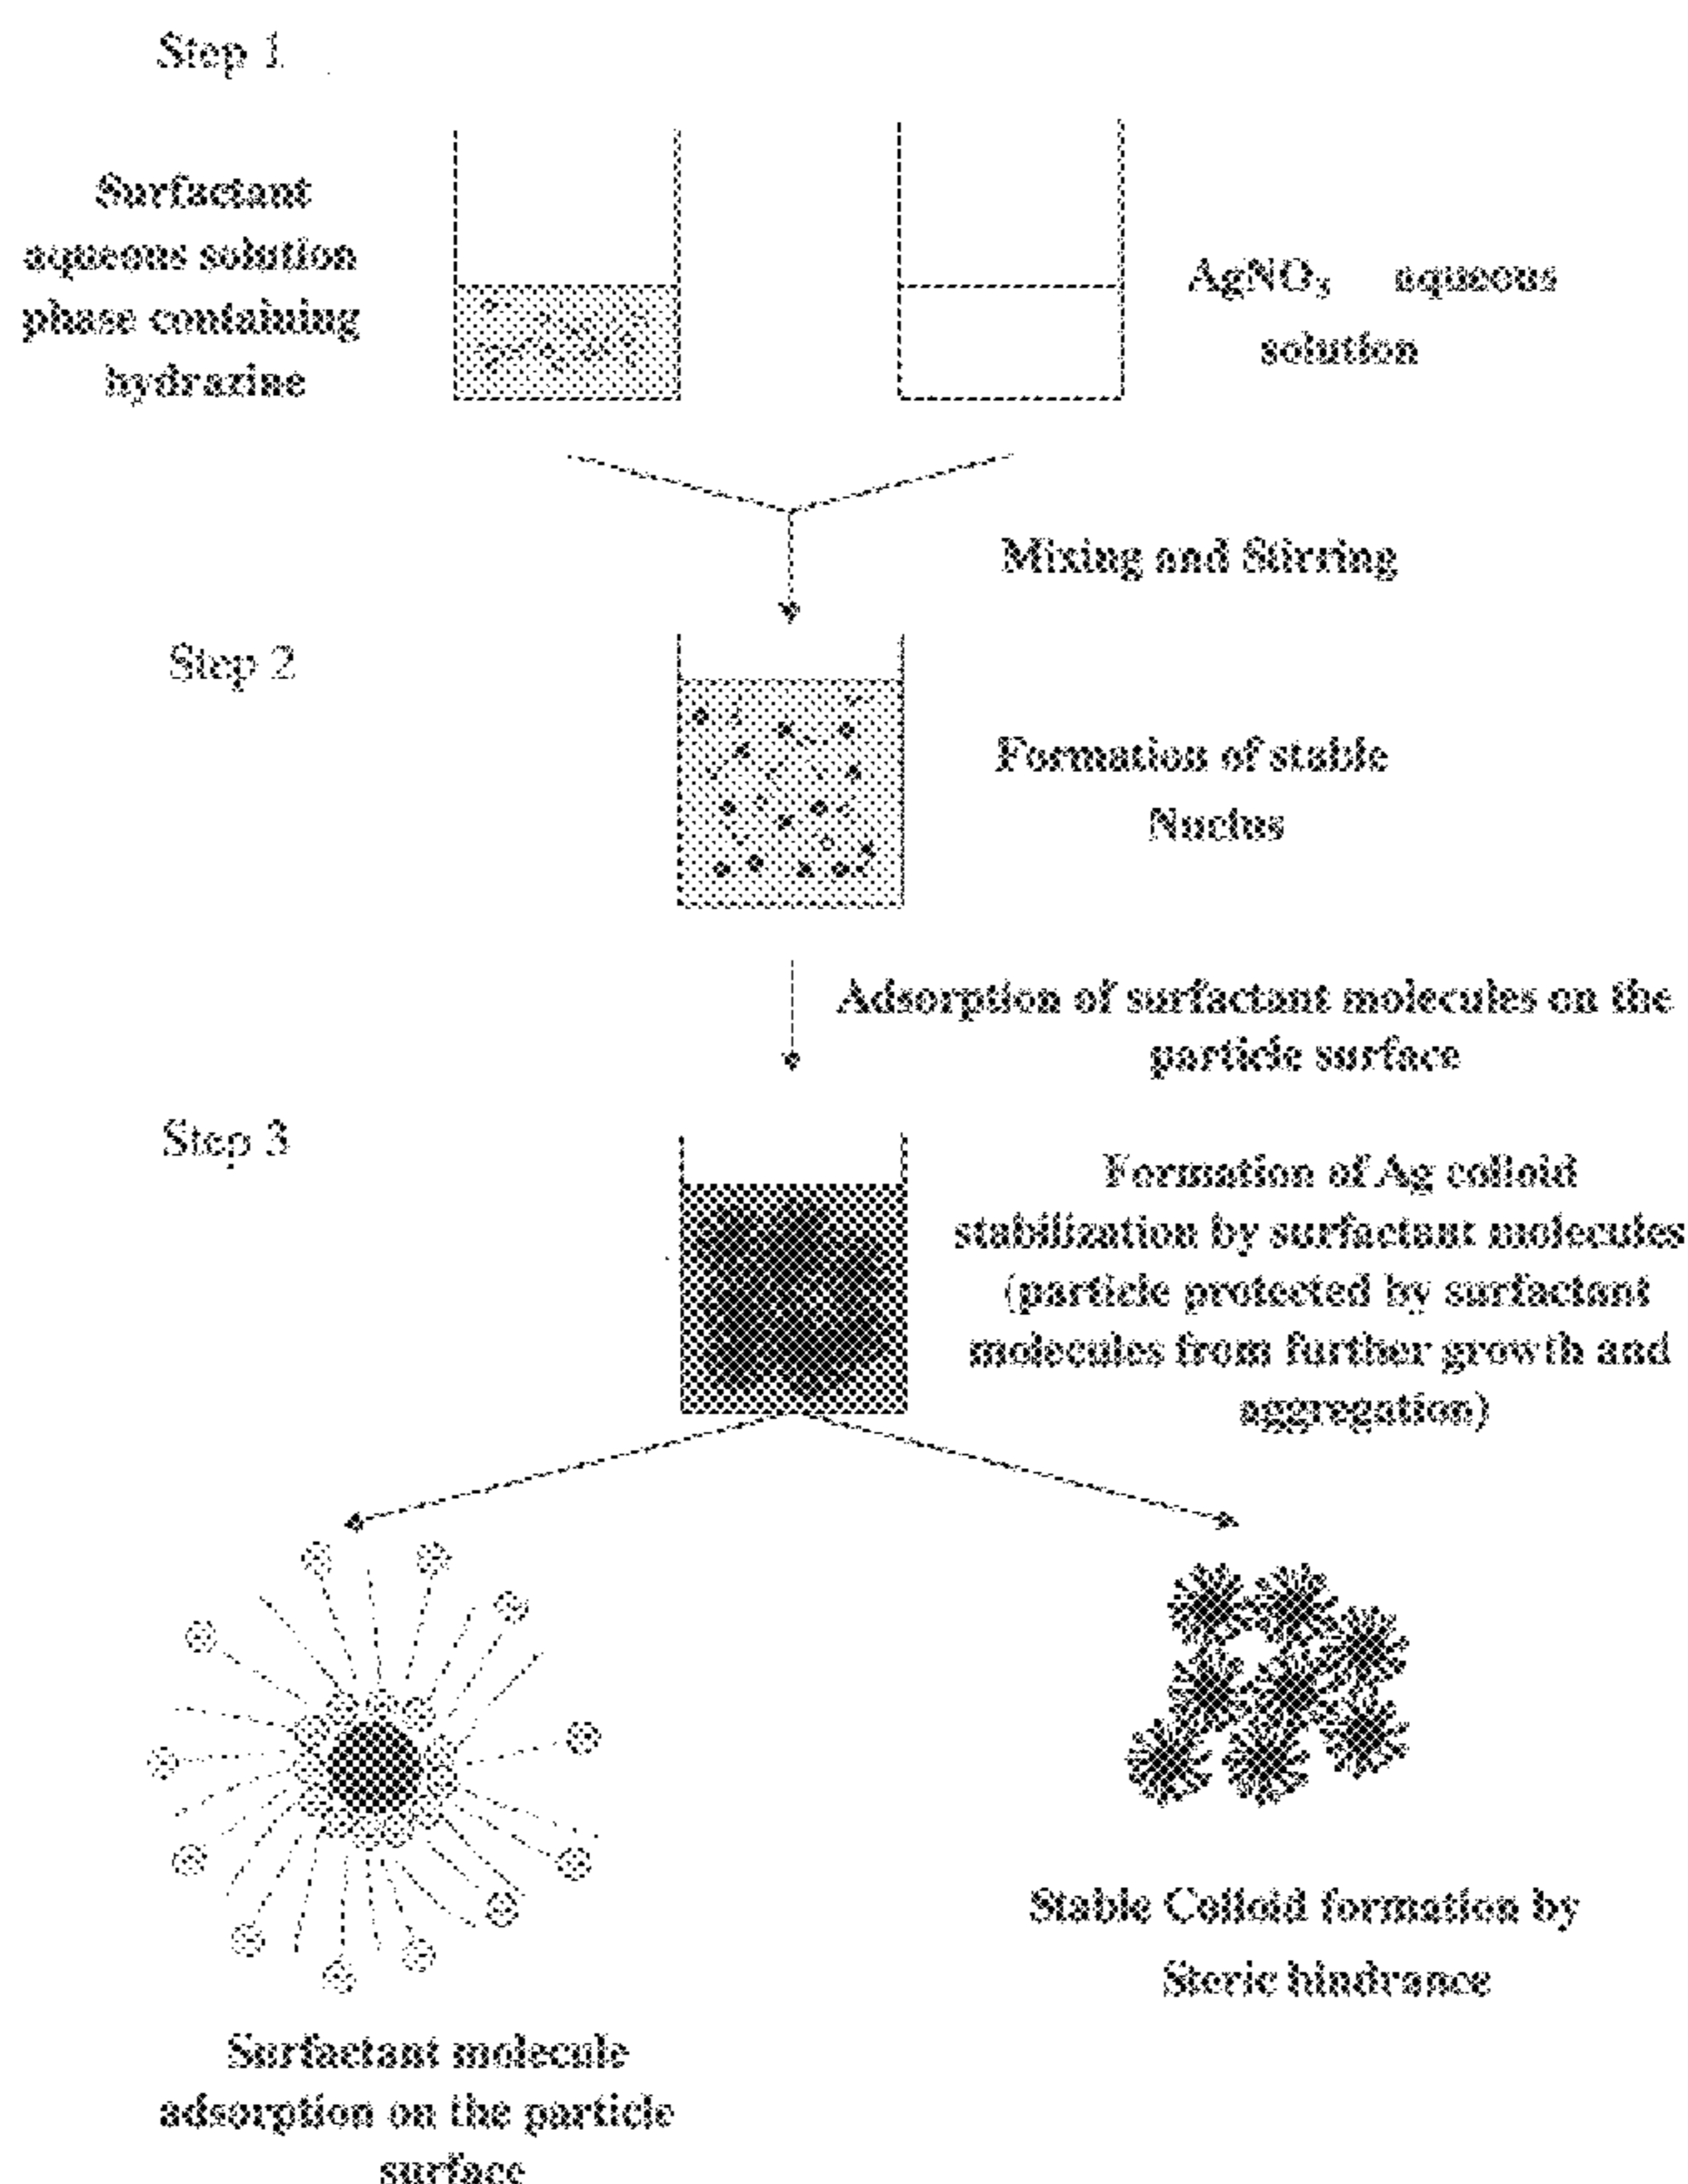 Step 1
Surfactant
aqueous solution
phase containing
hydrazine
AgNO₃ aqueous
solution
Mixing and Stirring
Step 2
Formation of stable
Nuclus
Adsorption of surfactant molecules on the
particle surface
Step 3
Formation of Ag colloid
stabilization by surfactant molecules
(particle protected by surfactant
molecules from further growth and
aggregation)
Stable Colloid formation by
Steric hindrance
Surfactant molecule
adsorption on the particle
surface